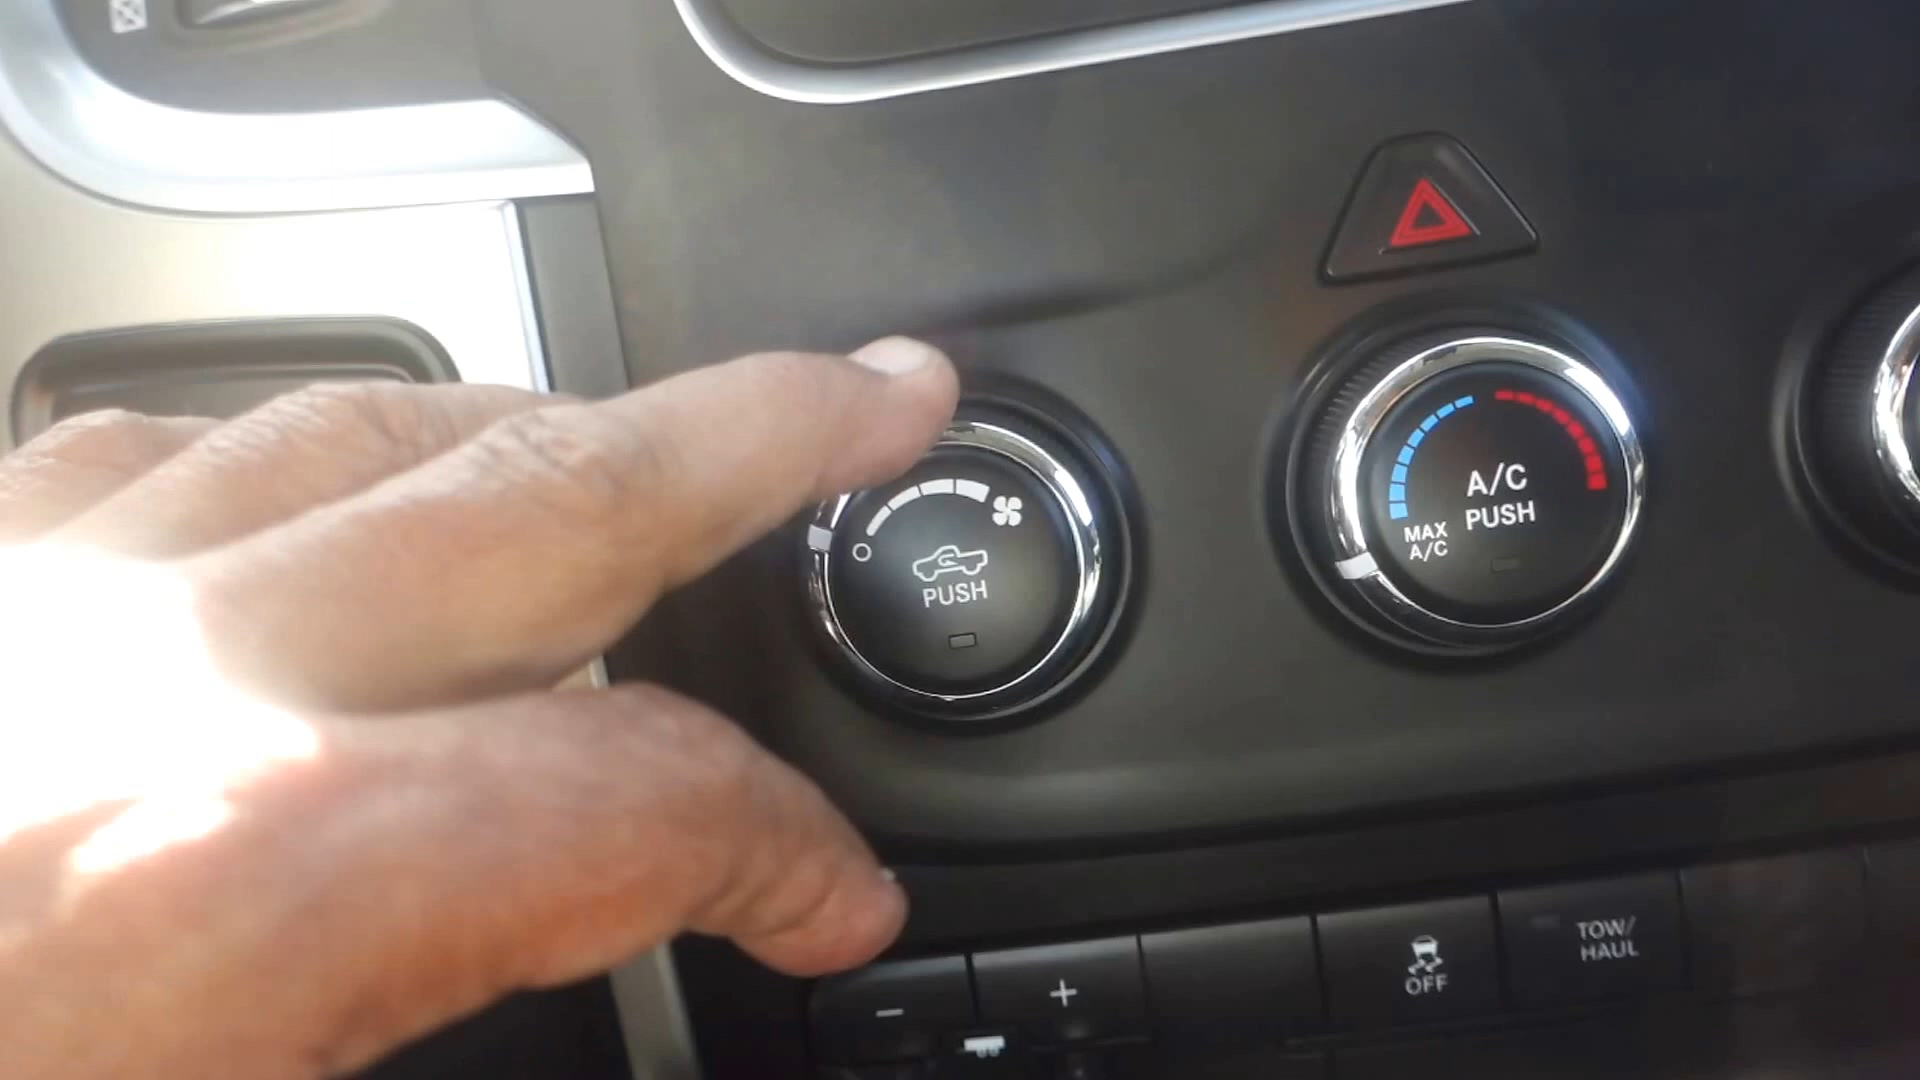 PUSH
A/C
PUSH
MAX
A/C
- +
OFF
TOW/
HAUL